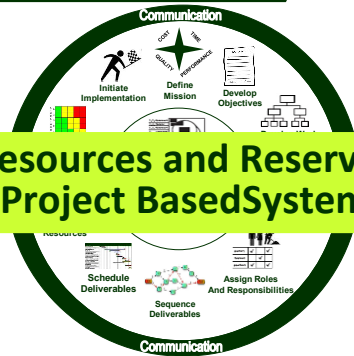 Communication
COST
TIME
QUALITY
PERFORMANCE
Initiate
Implementation
Define
Mission
Develop
Objectives
esources and Reserv
Project BasedSysten
Resources
Schedule
Deliverables
Sequence
Deliverables
Assign Roles
And Responsibilities
Communication